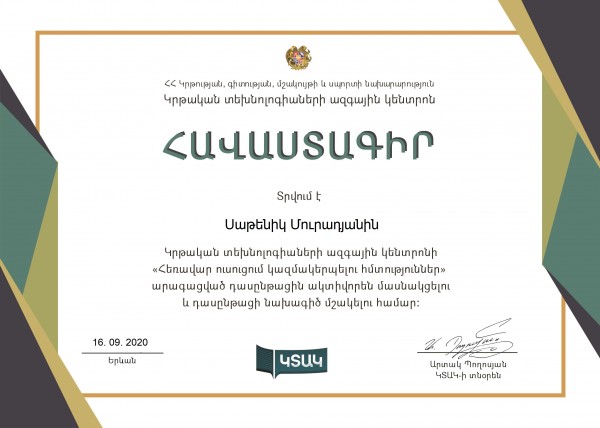 ՀՀ Կրթության, գիտության, մշակույթի և սպորտի նախարարություն
Կրթական տեխնոլոգիաների ազգային կենտրոն
ՀԱՎԱՍՏԱԳԻՐ
Տրվում է
Սաթենիկ Մուրադյանին
Կրթական տեխնոլոգիաների ազգային կենտրոնի
«Հեռավար ուսուցում կազմակերպելու հմտություններ»
արագացված դասընթացին ակտիվորեն մասնակցելու
և դասընթացի նախագիծ մշակելու համար:
16. 09. 2020
Երևան
ԿՏԱԿ
Արտակ Պողոսյան
ԿՏԱԿ-ի տնօրեն